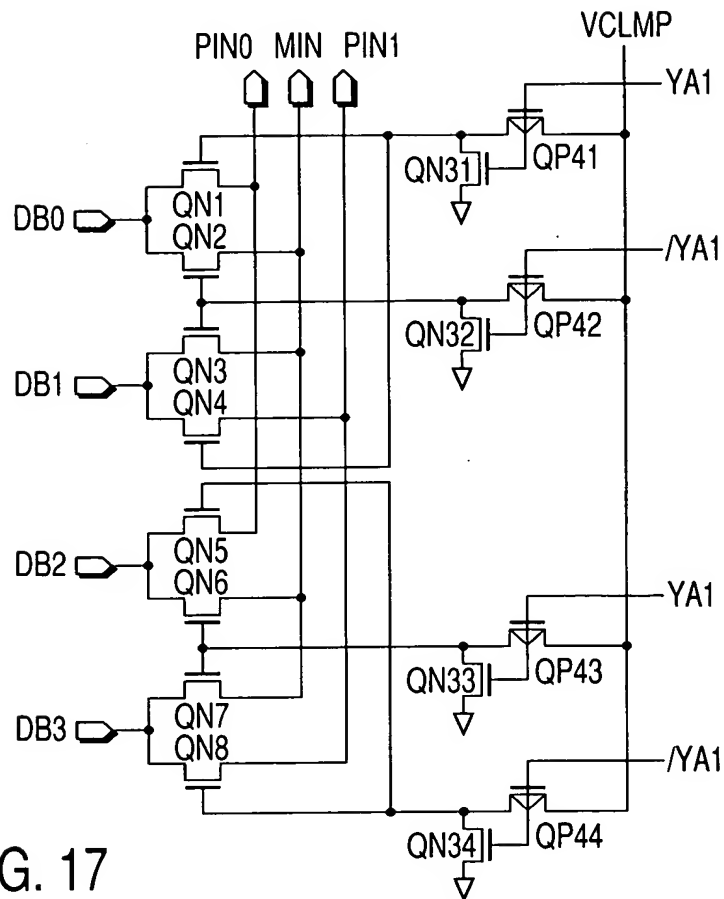 VCLMP
PIN0 MIN PIN1
YA1
QN31
QP41
QN1
DB0
QN2
/YA1
QN32
QP42
QN3
DB1
QN4
QN5
DB2
QN6
YA1
QN33
QP43
QN7
DB3
QN8
/YA1
QN34
QP44
G. 17